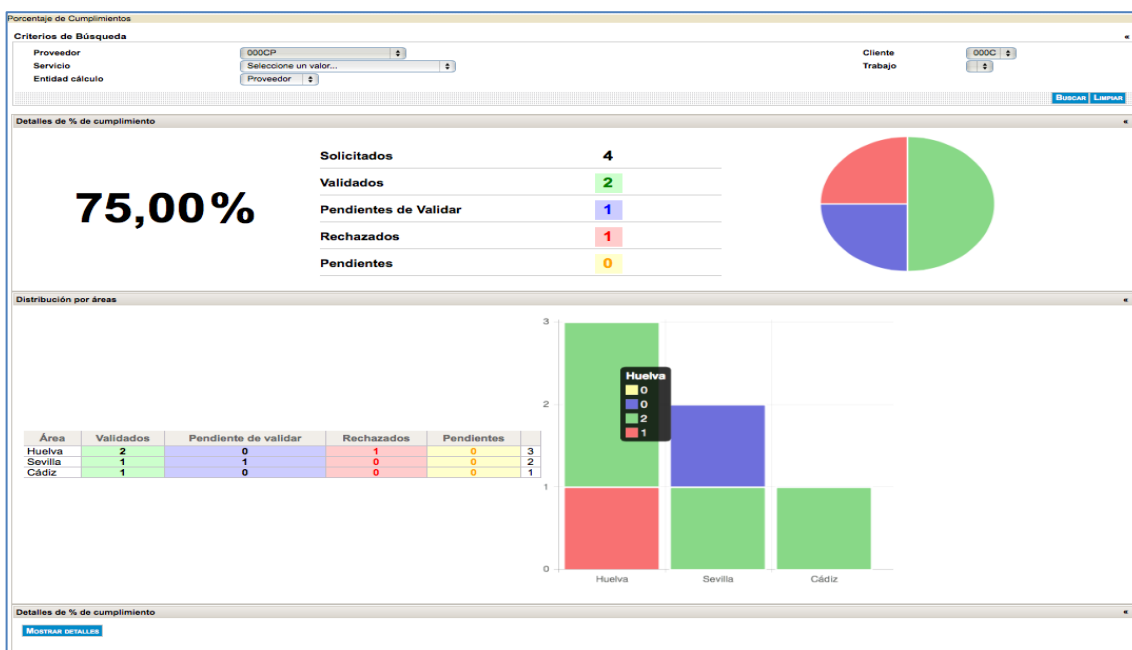 Porcentaje de Cumplimientos
Criterios de Búsqueda «
Proveedor 000CP Cliente 000C
Servicio Seleccione un valor... Trabajo
Entidad cálculo Proveedor
BUSCAR LIMPIAR
Detalles de % de cumplimiento «
75,00%
Solicitados 4
Validados 2
Pendientes de Validar 1
Rechazados 1
Pendientes 0
Distribución por áreas «
Área Validados Pendiente de validar Rechazados Pendientes
Huelva 2 0 1 0 3
Sevilla 1 1 0 0 2
Cádiz 1 0 0 0 1
3
2
1
0
Huelva
0
0
2
1
Huelva Sevilla Cádiz
Detalles de % de cumplimiento «
MOSTRAR DETALLES